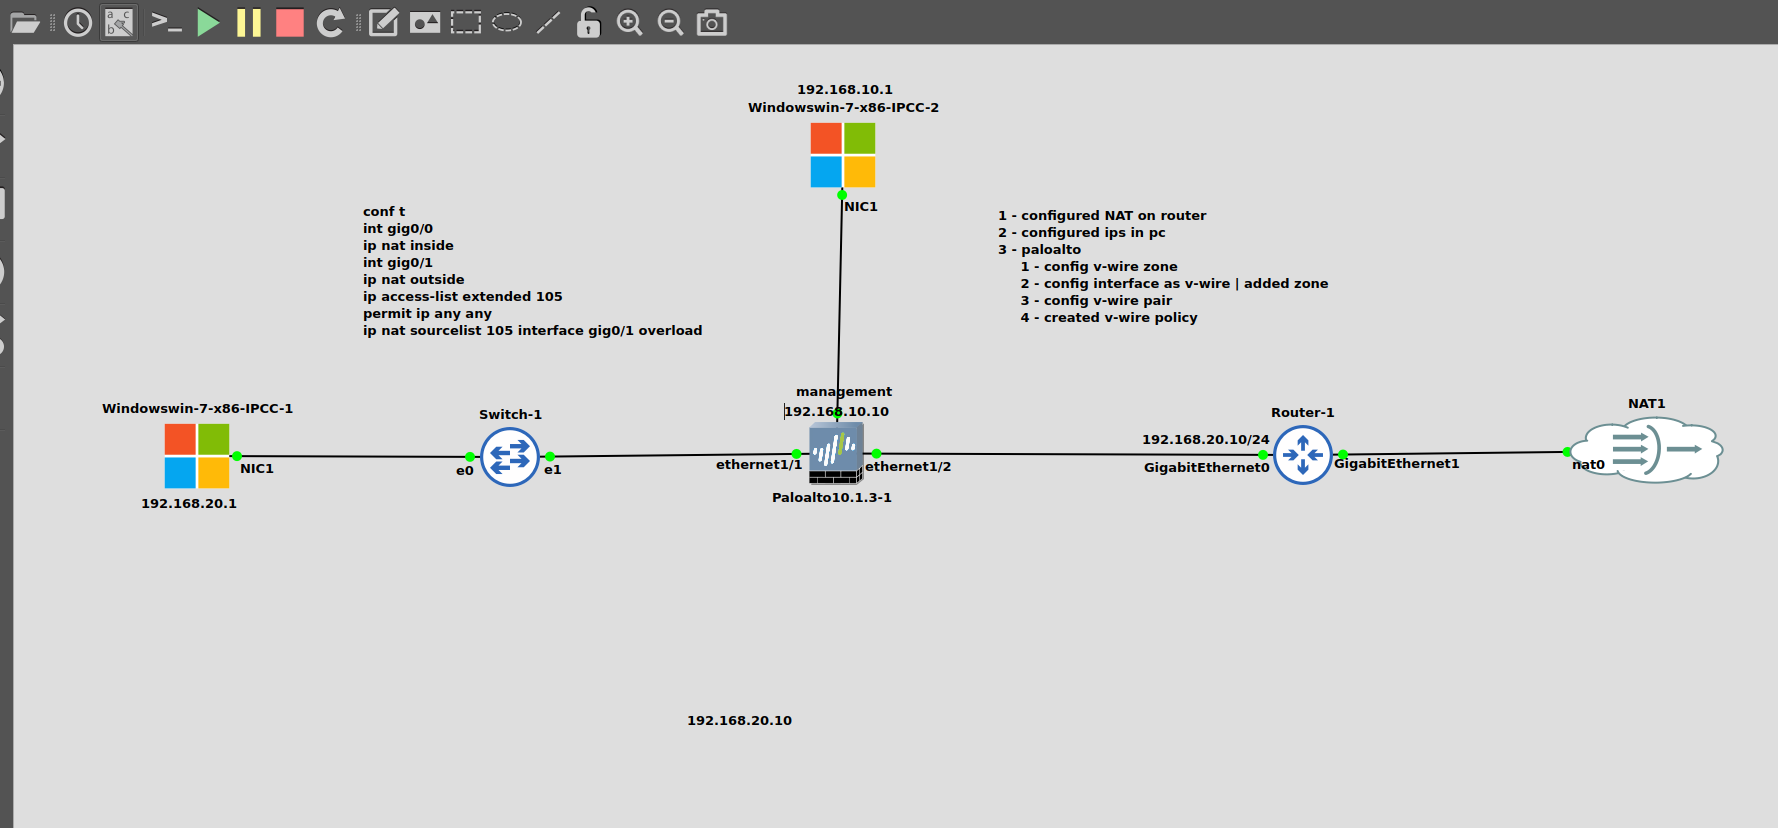 192.168.10.1
Windowswin-7-x86-IPCC-2
NIC1
conf t
int gig0/0
ip nat inside
int gig0/1
ip nat outside
ip access-list extended 105
permit ip any any
ip nat sourcelist 105 interface gig0/1 overload
1 - configured NAT on router
2 - configured ips in pc
3 - paloalto
1 - config v-wire zone
2 - config interface as v-wire | added zone
3 - config v-wire pair
4 - created v-wire policy
Windowswin-7-x86-IPCC-1
NIC1
192.168.20.1
Switch-1
e0
e1
management
192.168.10.10
ethernet1/1
ethernet1/2
Paloalto10.1.3-1
Router-1
192.168.20.10/24
GigabitEthernet0
GigabitEthernet1
NAT1
nat0
192.168.20.10